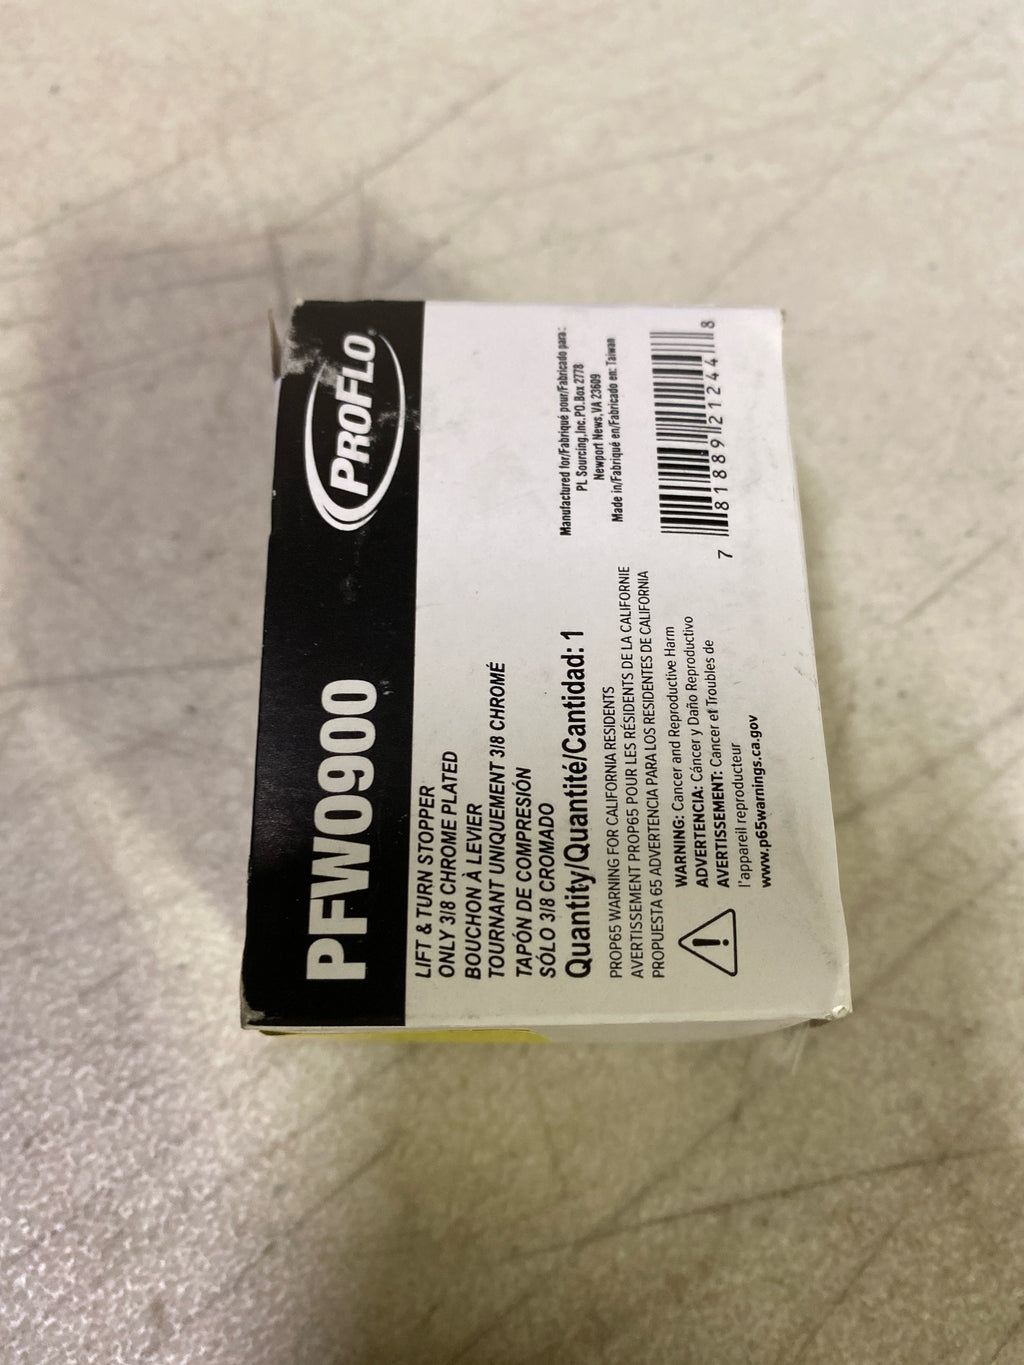 PFW0900
PROFLO®
LIFT & TURN STOPPER
ONLY 3/8 CHROME PLATED
BOUCHON À LEVIER
TOURNANT UNIQUEMENT 3/8 CHROMÉ
TAPÓN DE COMPRESIÓN
SÓLO 3/8 CROMADO
Quantity/Quantité/Cantidad: 1
Manufactured for/Fabriqué pour/Fabricado para:
PL Sourcing, Inc. P.O. Box 2778
Newport News, VA 23609
Made in/Fabriqué en/Fabricado en: Taiwan
PROP65 WARNING FOR CALIFORNIA RESIDENTS
AVERTISSEMENT PROP65 POUR LES RÉSIDENTS DE LA CALIFORNIE
PROPUESTA 65 ADVERTENCIA PARA LOS RESIDENTES DE CALIFORNIA
WARNING: Cancer and Reproductive Harm
ADVERTENCIA: Cáncer y Daño Reproductivo
AVERTISSEMENT: Cancer et Troubles de
l'appareil reproducteur
www.p65warnings.ca.gov
7 81889 21244 8